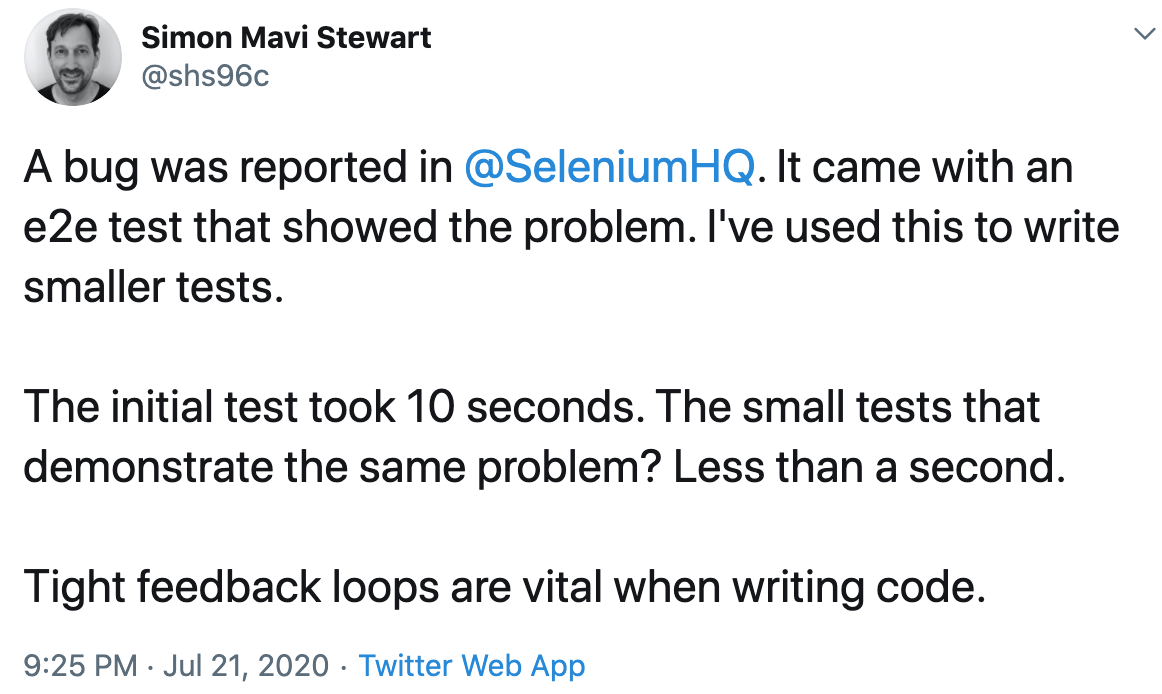 Simon Mavi Stewart
@shs96c
A bug was reported in @SeleniumHQ. It came with an
e2e test that showed the problem. I've used this to write
smaller tests.
The initial test took 10 seconds. The small tests that
demonstrate the same problem? Less than a second.
Tight feedback loops are vital when writing code.
9:25 PM · Jul 21, 2020 · Twitter Web App